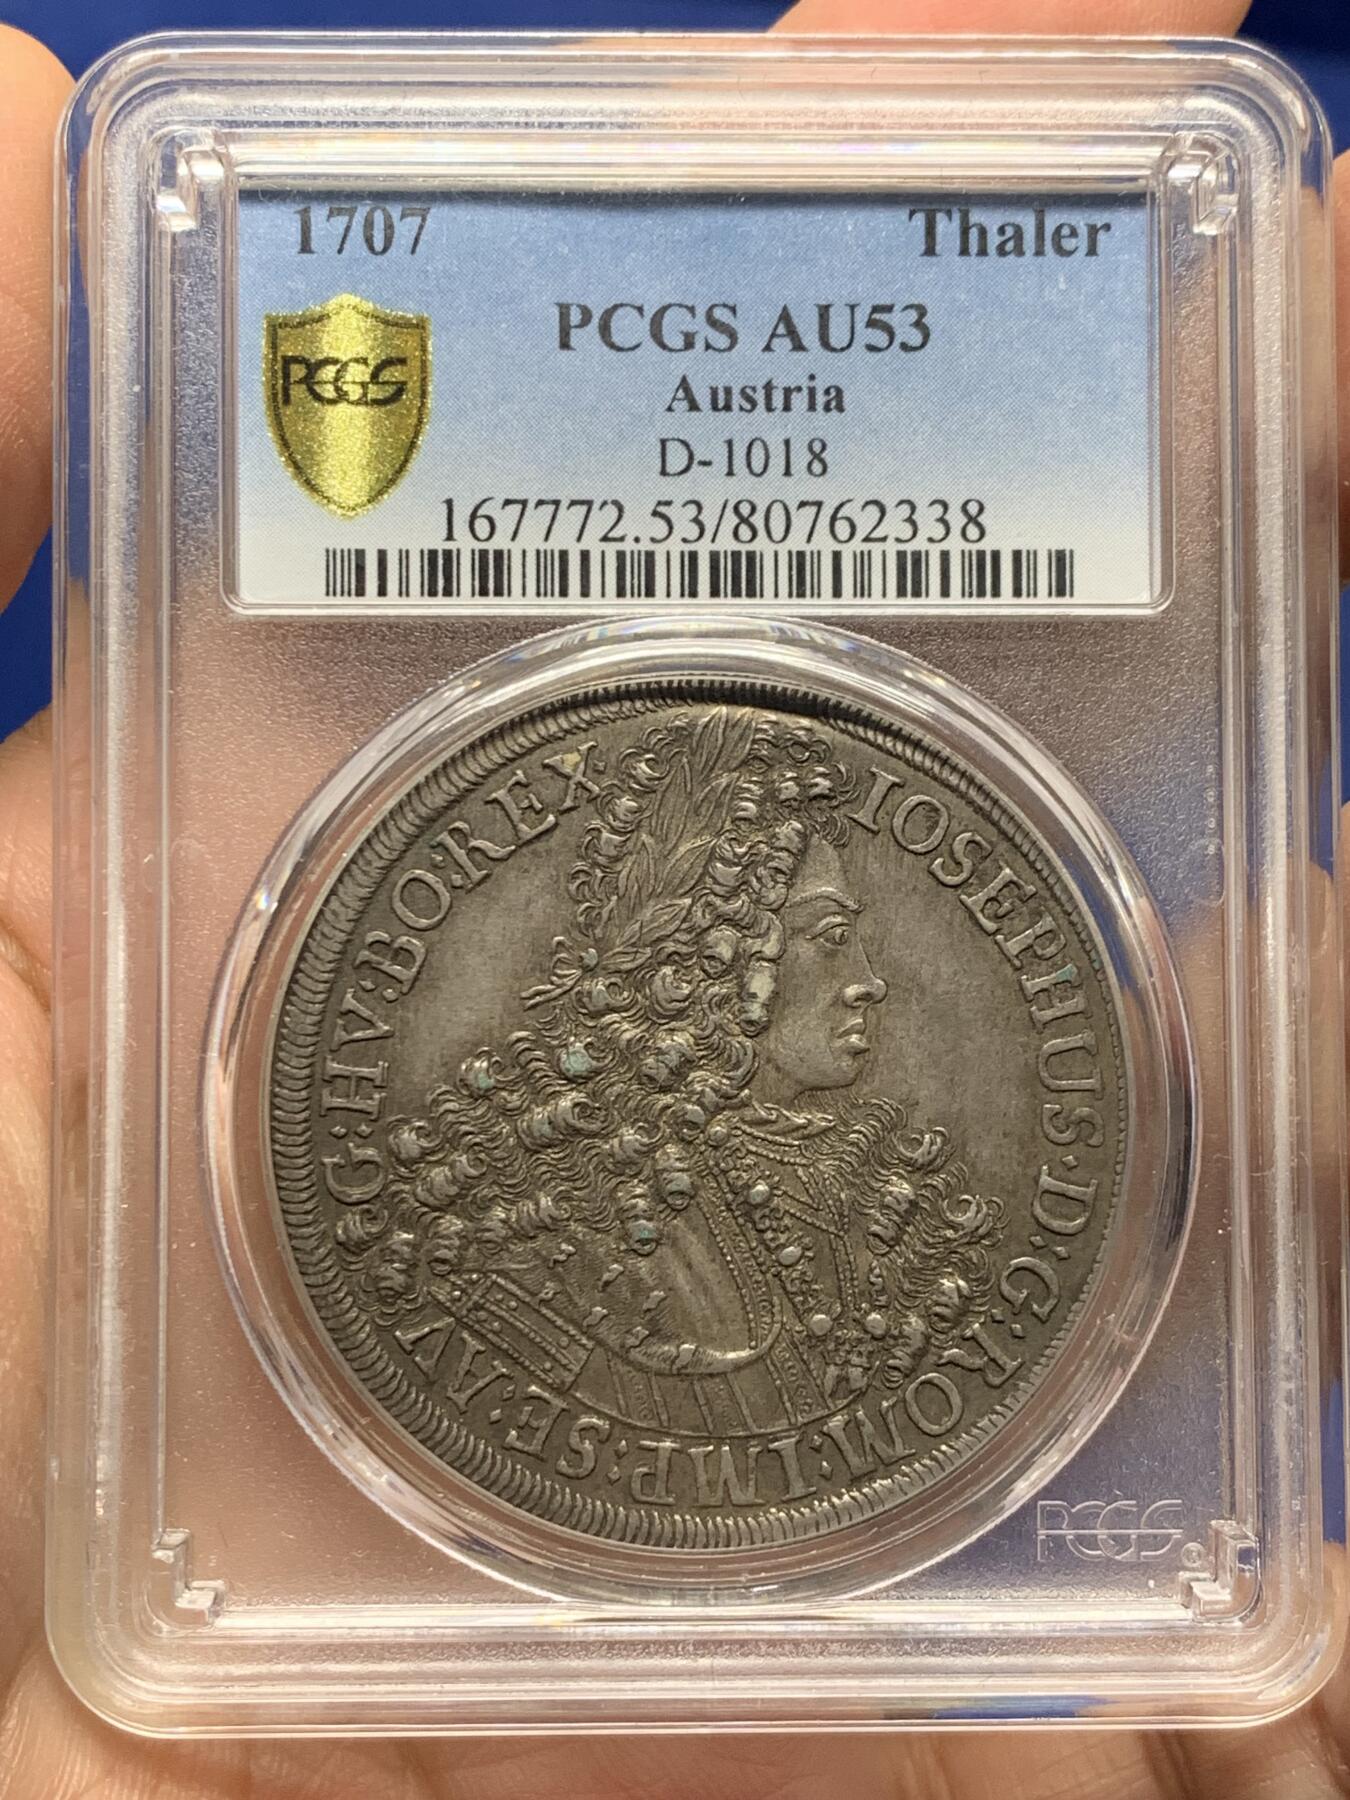 1707 Thaler
PCGS
PCGS AU53
Austria
D-1018
167772.53/80762338
IOSEPHUS·D:G:ROM:IMP:SE:AV
G:HV:BO:REX·
PCGS